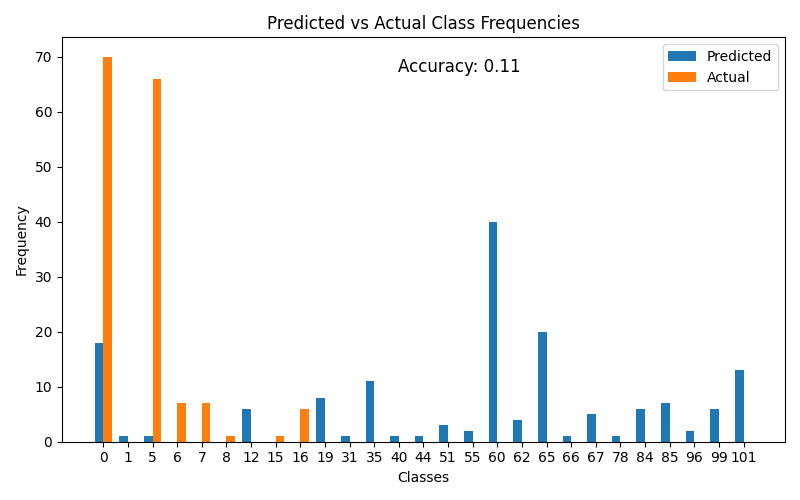 Predicted vs Actual Class Frequencies
Accuracy: 0.11
Predicted
Actual
Frequency
70
60
50
40
30
20
10
0
0 1 5 6 7 8 12 15 16 19 31 35 40 44 51 55 60 62 65 66 67 78 84 85 96 99 101
Classes